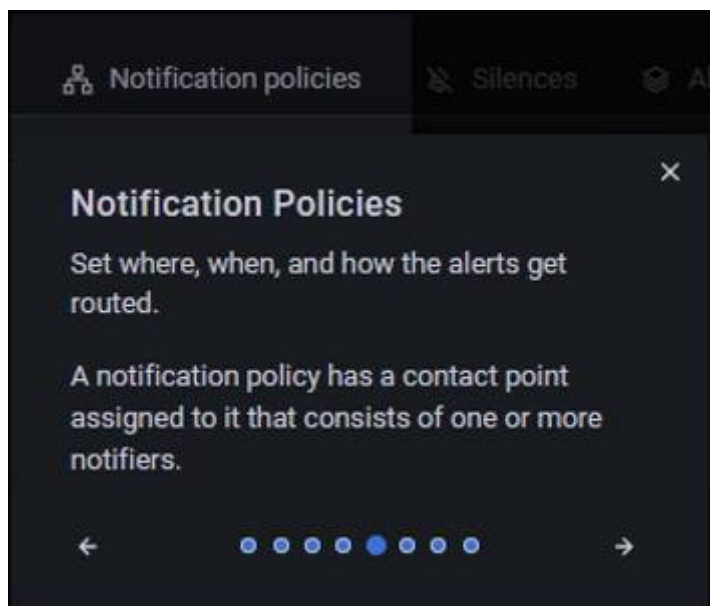 Notification policies
Silences
Notification Policies
Set where, when, and how the alerts get
routed.
A notification policy has a contact point
assigned to it that consists of one or more
notifiers.